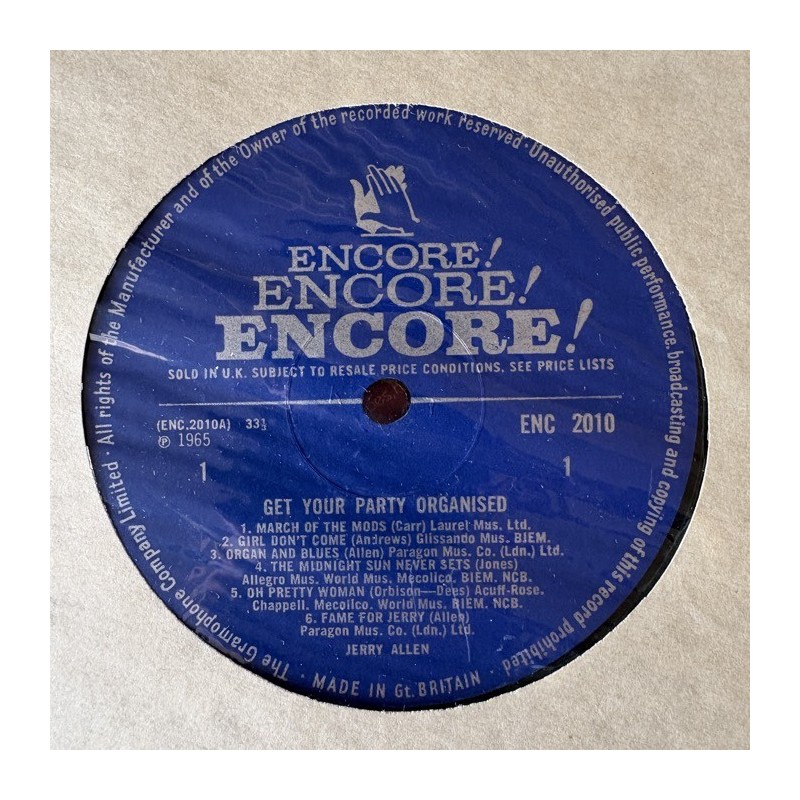 The Gramophone Company Limited · All rights of the Manufacturer and of the Owner of the recorded work reserved · Unauthorised public performance, broadcasting and copying of this record prohibited
ENCORE!
ENCORE!
ENCORE!
SOLD IN U.K. SUBJECT TO RESALE PRICE CONDITIONS. SEE PRICE LISTS
(ENC.2010A) 33⅓ ENC 2010
℗ 1965
1 1
GET YOUR PARTY ORGANISED
1. MARCH OF THE MODS (Carr) Laurel Mus. Ltd.
2. GIRL DON'T COME (Andrews) Glissando Mus. BIEM.
3. ORGAN AND BLUES (Allen) Paragon Mus. Co. (Ldn.) Ltd.
4. THE MIDNIGHT SUN NEVER SETS (Jones)
Allegro Mus. World Mus. Mecolico. BIEM. NCB.
5. OH PRETTY WOMAN (Orbison—Dees) Acuff-Rose.
Chappell. Mecolico. World Mus. BIEM. NCB.
6. FAME FOR JERRY (Allen)
Paragon Mus. Co. (Ldn.) Ltd.
JERRY ALLEN
MADE IN Gt. BRITAIN